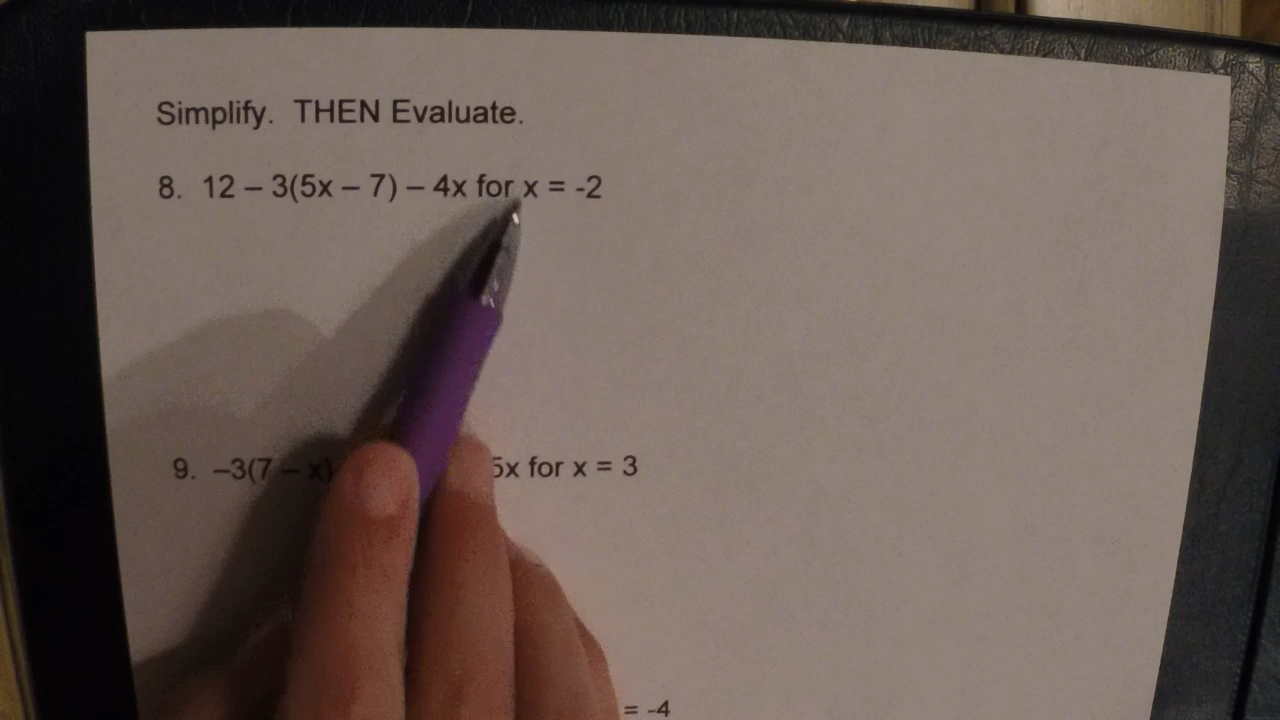 Simplify.  THEN Evaluate.
8.  12 – 3(5x – 7) – 4x for x = -2
9.  –3(7 – x) 5x for x = 3
= -4